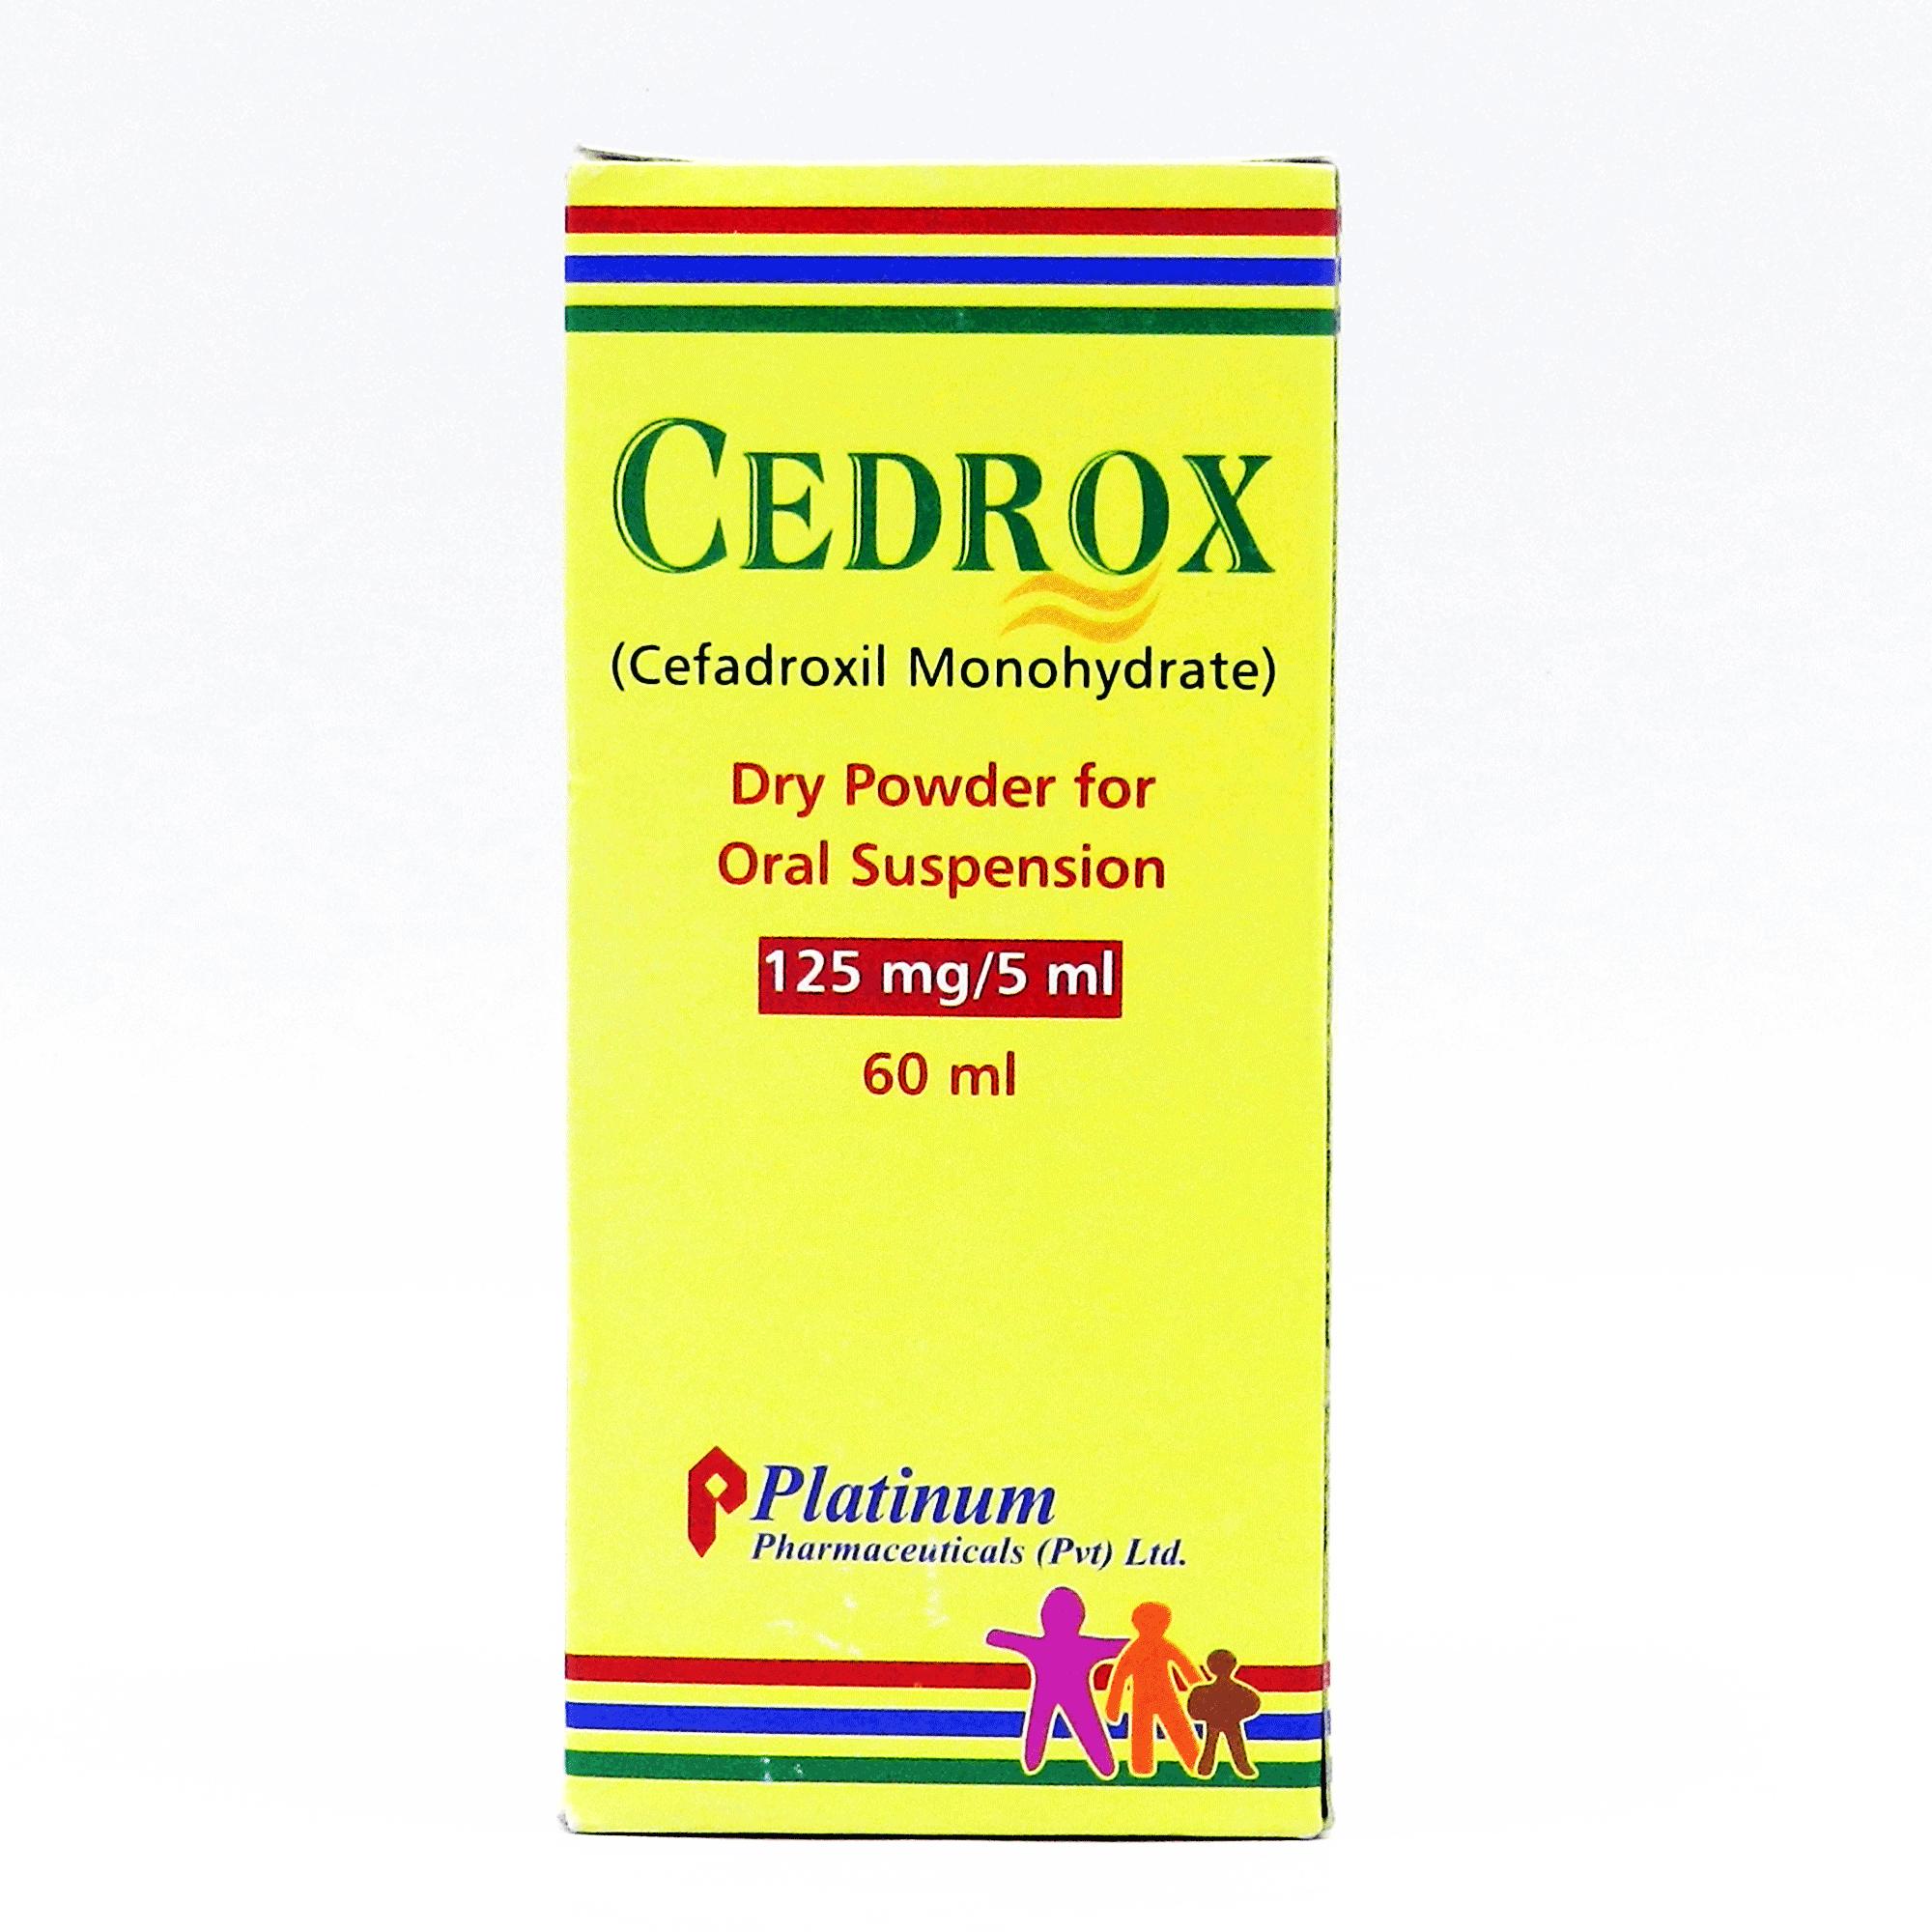 CEDROX
(Cefadroxil Monohydrate)
Dry Powder for
Oral Suspension
125 mg/5 ml
60 ml
Platinum
Pharmaceuticals (Pvt) Ltd.